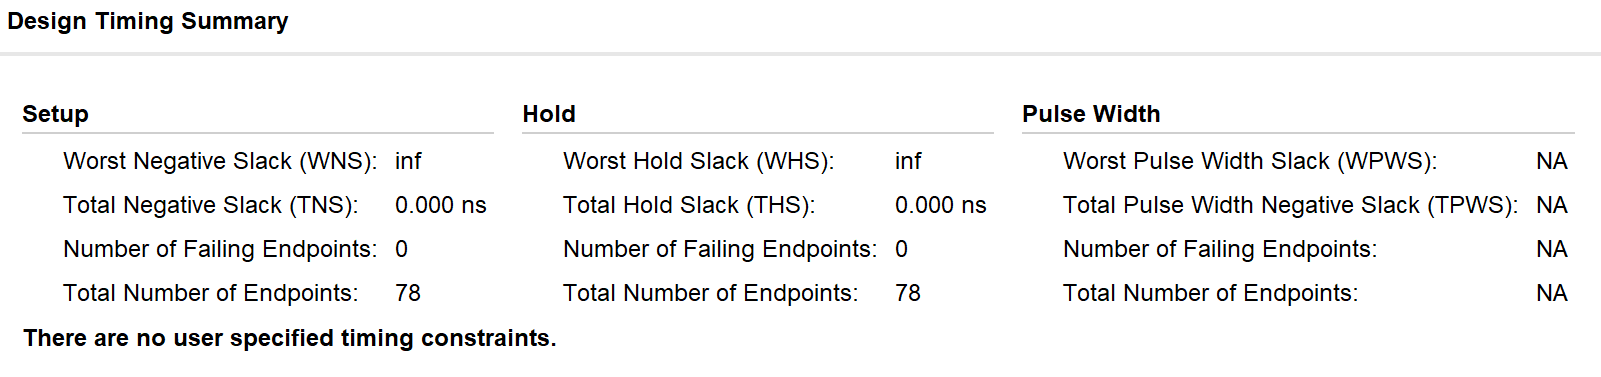 Design Timing Summary
Setup
Hold
Pulse Width
Worst Negative Slack (WNS): inf
Worst Hold Slack (WHS): inf
Worst Pulse Width Slack (WPWS): NA
Total Negative Slack (TNS): 0.000 ns
Total Hold Slack (THS): 0.000 ns
Total Pulse Width Negative Slack (TPWS): NA
Number of Failing Endpoints: 0
Number of Failing Endpoints: 0
Number of Failing Endpoints: NA
Total Number of Endpoints: 78
Total Number of Endpoints: 78
Total Number of Endpoints: NA
There are no user specified timing constraints.